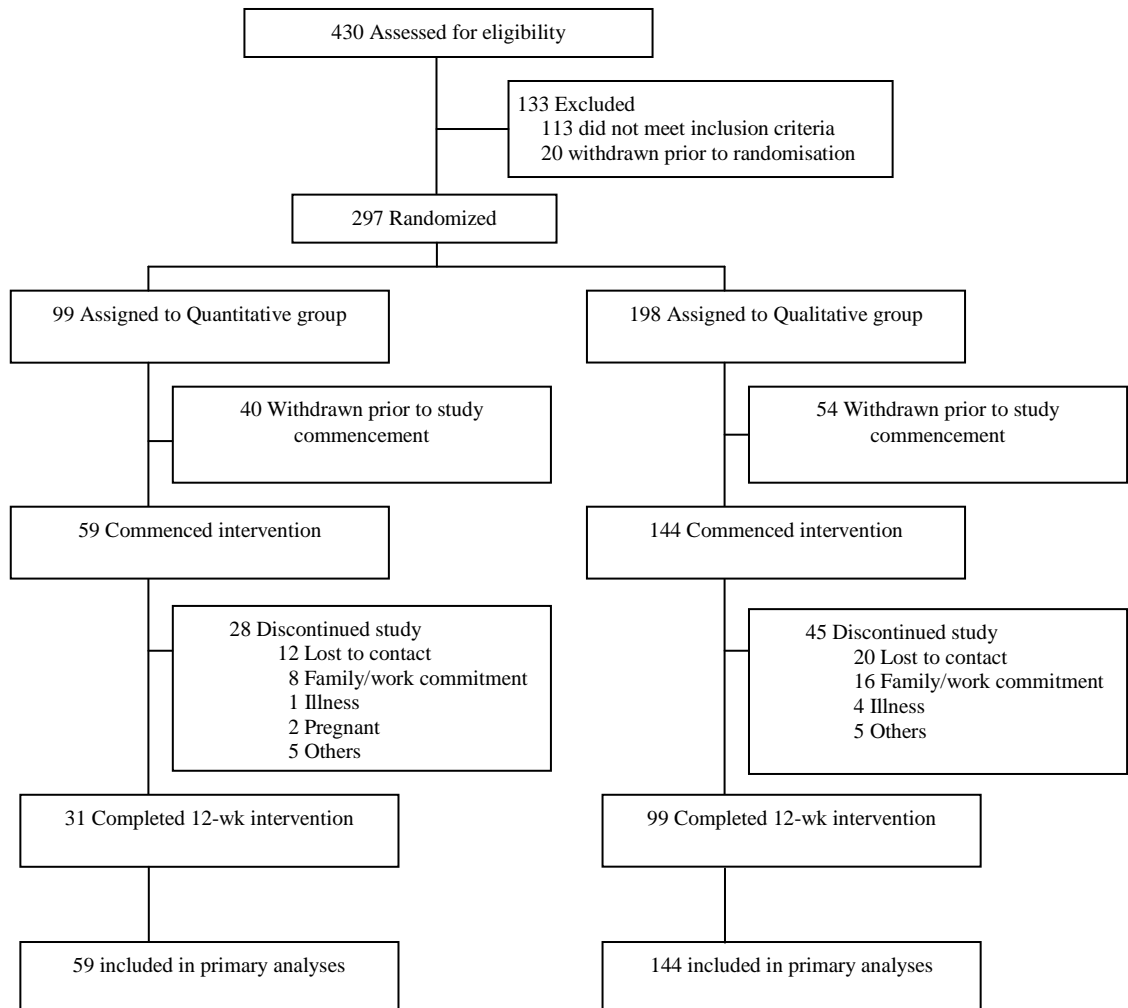 430 Assessed for eligibility
133 Excluded
113 did not meet inclusion criteria
20 withdrawn prior to randomisation
297 Randomized
99 Assigned to Quantitative group
198 Assigned to Qualitative group
40 Withdrawn prior to study
commencement
54 Withdrawn prior to study
commencement
59 Commenced intervention
144 Commenced intervention
28 Discontinued study
12 Lost to contact
8 Family/work commitment
1 Illness
2 Pregnant
5 Others
45 Discontinued study
20 Lost to contact
16 Family/work commitment
4 Illness
5 Others
31 Completed 12-wk intervention
99 Completed 12-wk intervention
59 included in primary analyses
144 included in primary analyses